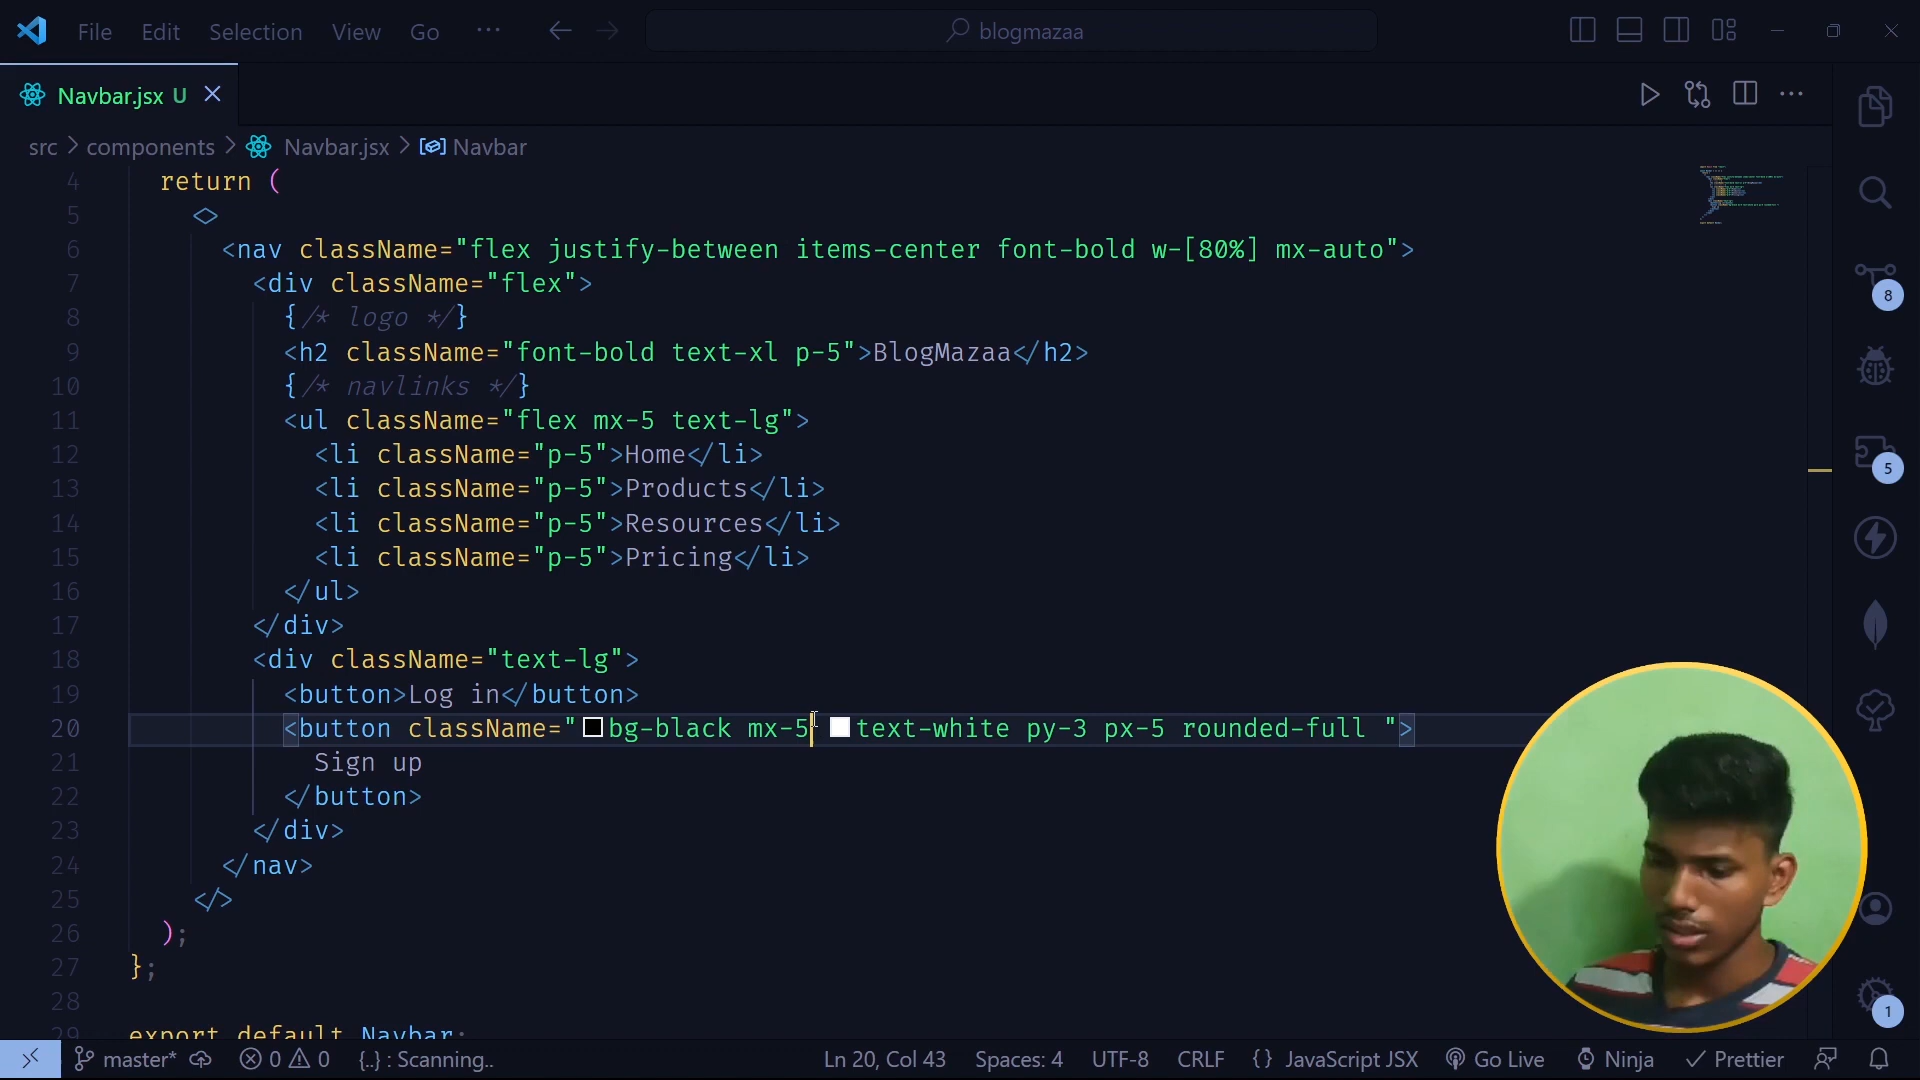 File Edit Selection View Go ··· blogmazaa
Navbar.jsx U
src > components > Navbar.jsx > Navbar
4 return (
5 <>
6 <nav className="flex justify-between items-center font-bold w-[80%] mx-auto">
7 <div className="flex">
8 {/* logo */}
9 <h2 className="font-bold text-xl p-5">BlogMazaa</h2>
10 {/* navlinks */}
11 <ul className="flex mx-5 text-lg">
12 <li className="p-5">Home</li>
13 <li className="p-5">Products</li>
14 <li className="p-5">Resources</li>
15 <li className="p-5">Pricing</li>
16 </ul>
17 </div>
18 <div className="text-lg">
19 <button>Log in</button>
20 <button className="bg-black mx-5 text-white py-3 px-5 rounded-full ">
21 Sign up
22 </button>
23 </div>
24 </nav>
25 </>
26 );
27 };
28
29 export default Navbar;
8
5
1
master* 0 0 {..} : Scanning.. Ln 20, Col 43 Spaces: 4 UTF-8 CRLF {} JavaScript JSX Go Live Ninja Prettier